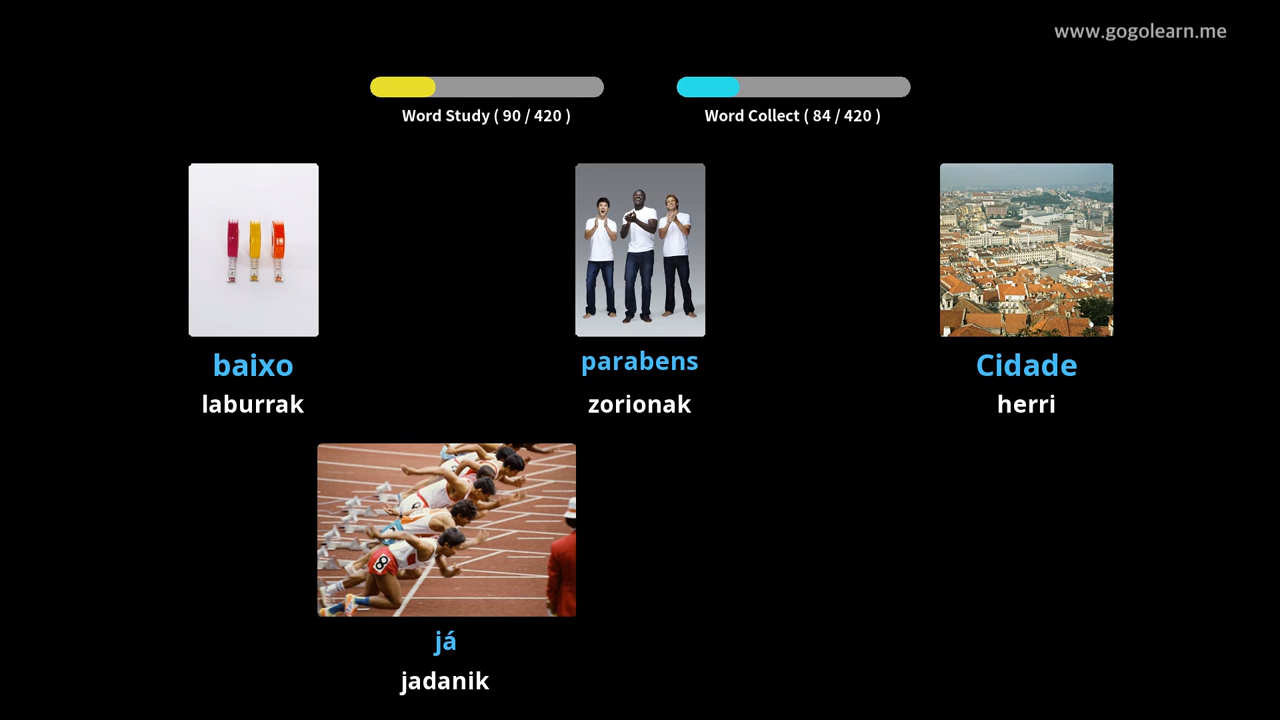 www.gogolearn.me
Word Study ( 90 / 420 )
Word Collect ( 84 / 420 )
baixo
laburrak
parabens
zorionak
Cidade
herri
8
já
jadanik